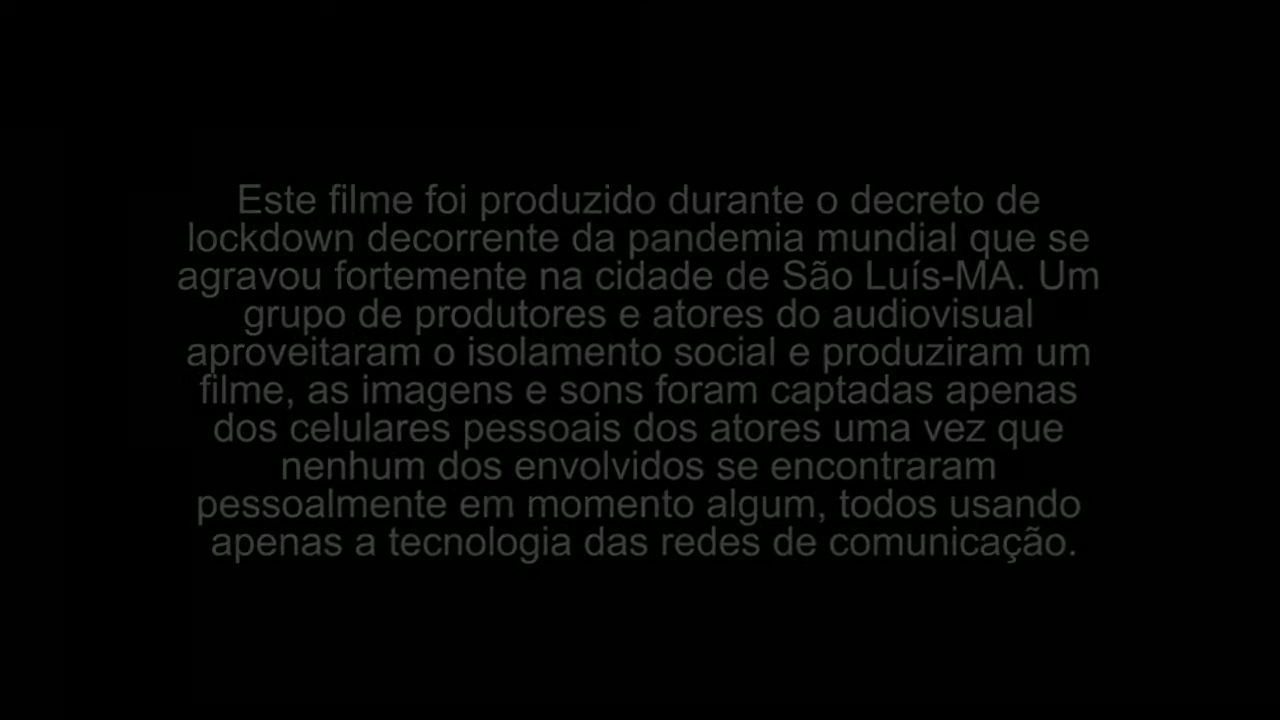 Este filme foi produzido durante o decreto de
lockdown decorrente da pandemia mundial que se
agravou fortemente na cidade de São Luís-MA. Um
grupo de produtores e atores do audiovisual
aproveitaram o isolamento social e produziram um
filme, as imagens e sons foram captadas apenas
dos celulares pessoais dos atores uma vez que
nenhum dos envolvidos se encontraram
pessoalmente em momento algum, todos usando
apenas a tecnologia das redes de comunicação.